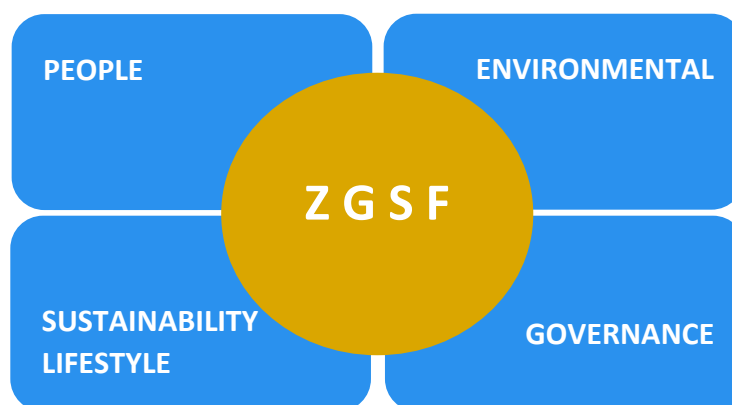 PEOPLE
ENVIRONMENTAL
Z G S F
SUSTAINABILITY
LIFESTYLE
GOVERNANCE